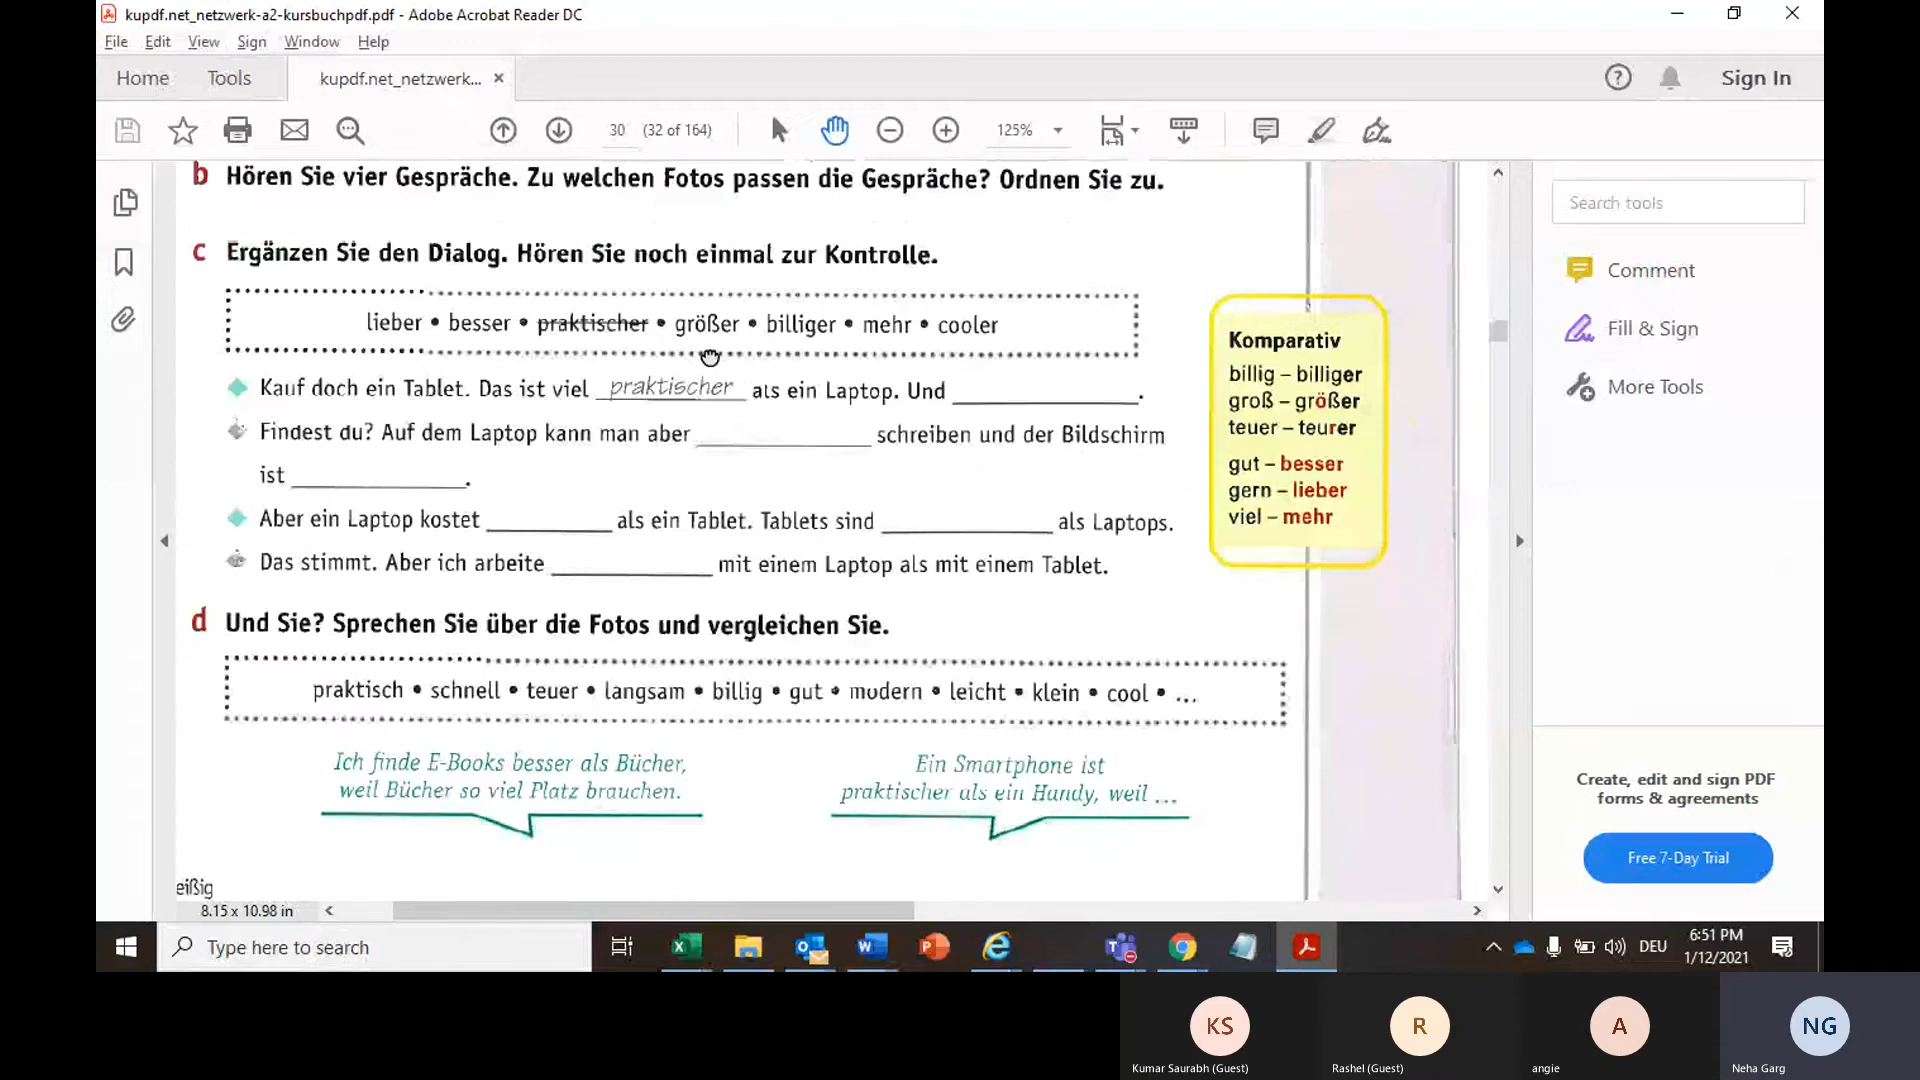 kupdf.net_netzwerk-a2-kursbuchpdf.pdf - Adobe Acrobat Reader DC
File Edit View Sign Window Help
Home Tools kupdf.net_netzwerk... × Sign In
30 (32 of 164) 125%
b Hören Sie vier Gespräche. Zu welchen Fotos passen die Gespräche? Ordnen Sie zu.
c Ergänzen Sie den Dialog. Hören Sie noch einmal zur Kontrolle.
lieber • besser • praktischer • größer • billiger • mehr • cooler
Kauf doch ein Tablet. Das ist viel praktischer als ein Laptop. Und ____________.
Findest du? Auf dem Laptop kann man aber ____________ schreiben und der Bildschirm
ist ____________.
Aber ein Laptop kostet ____________ als ein Tablet. Tablets sind ____________ als Laptops.
Das stimmt. Aber ich arbeite ____________ mit einem Laptop als mit einem Tablet.
Komparativ
billig – billiger
groß – größer
teuer – teurer
gut – besser
gern – lieber
viel – mehr
d Und Sie? Sprechen Sie über die Fotos und vergleichen Sie.
praktisch • schnell • teuer • langsam • billig • gut • modern • leicht • klein • cool • ...
Ich finde E-Books besser als Bücher,
weil Bücher so viel Platz brauchen.
Ein Smartphone ist
praktischer als ein Handy, weil ...
eißig
8.15 x 10.98 in
Search tools
Comment
Fill & Sign
More Tools
Create, edit and sign PDF
forms & agreements
Free 7-Day Trial
Type here to search
DEU
6:51 PM
1/12/2021
KS R A NG
Kumar Saurabh (Guest) Rashel (Guest) angie Neha Garg